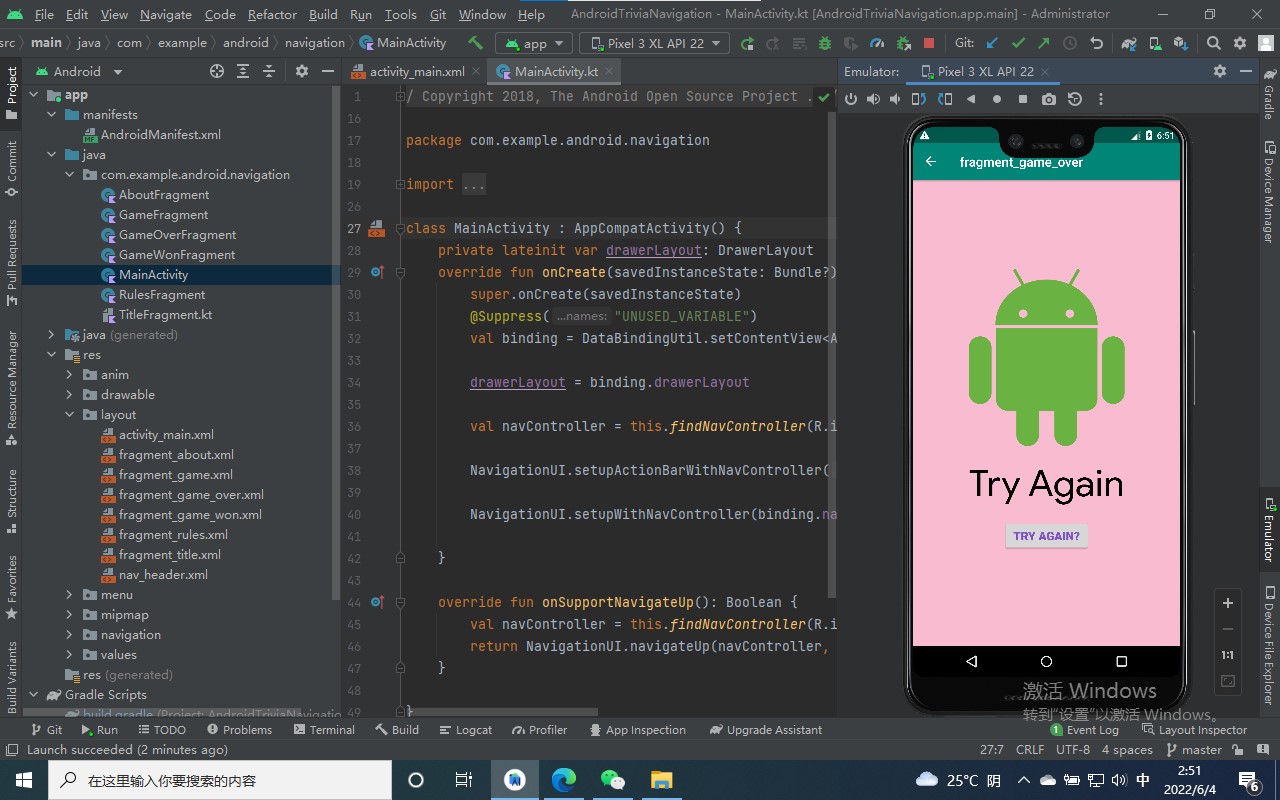 File Edit View Navigate Code Refactor Build Run Tools Git Window Help AndroidTriviaNavigation - MainActivity.kt [AndroidTriviaNavigation.app.main] - Administrator
src main java com example android navigation MainActivity app Pixel 3 XL API 22 Git:
Android activity_main.xml MainActivity.kt Emulator: Pixel 3 XL API 22
Project
Commit
Pull Requests
Resource Manager
Structure
Favorites
Build Variants
app
manifests
AndroidManifest.xml
java
com.example.android.navigation
AboutFragment
GameFragment
GameOverFragment
GameWonFragment
MainActivity
RulesFragment
TitleFragment.kt
java (generated)
res
anim
drawable
layout
activity_main.xml
fragment_about.xml
fragment_game.xml
fragment_game_over.xml
fragment_game_won.xml
fragment_rules.xml
fragment_title.xml
nav_header.xml
menu
mipmap
navigation
values
res (generated)
Gradle Scripts
build.gradle (Project: AndroidTriviaNavigatio
1 / Copyright 2018, The Android Open Source Project ..
16
17 package com.example.android.navigation
18
19 import ...
26
27 class MainActivity : AppCompatActivity() {
28 private lateinit var drawerLayout: DrawerLayout
29 override fun onCreate(savedInstanceState: Bundle?)
30 super.onCreate(savedInstanceState)
31 @Suppress( ...names: "UNUSED_VARIABLE")
32 val binding = DataBindingUtil.setContentView<A
33
34 drawerLayout = binding.drawerLayout
35
36 val navController = this.findNavController(R.i
37
38 NavigationUI.setupActionBarWithNavController(
39
40 NavigationUI.setupWithNavController(binding.na
41
42 }
43
44 override fun onSupportNavigateUp(): Boolean {
45 val navController = this.findNavController(R.i
46 return NavigationUI.navigateUp(navController,
47 }
48
49 }
6:51
fragment_game_over
Try Again
TRY AGAIN?
1:1
激活 Windows
转到"设置"以激活 Windows。
Gradle
Device Manager
Emulator
Device File Explorer
Git Run TODO Problems Terminal Build Logcat Profiler App Inspection Upgrade Assistant 1 Event Log Layout Inspector
Launch succeeded (2 minutes ago) 27:7 CRLF UTF-8 4 spaces master
在这里输入你要搜索的内容 25°C 阴 中 2:51
2022/6/4 6